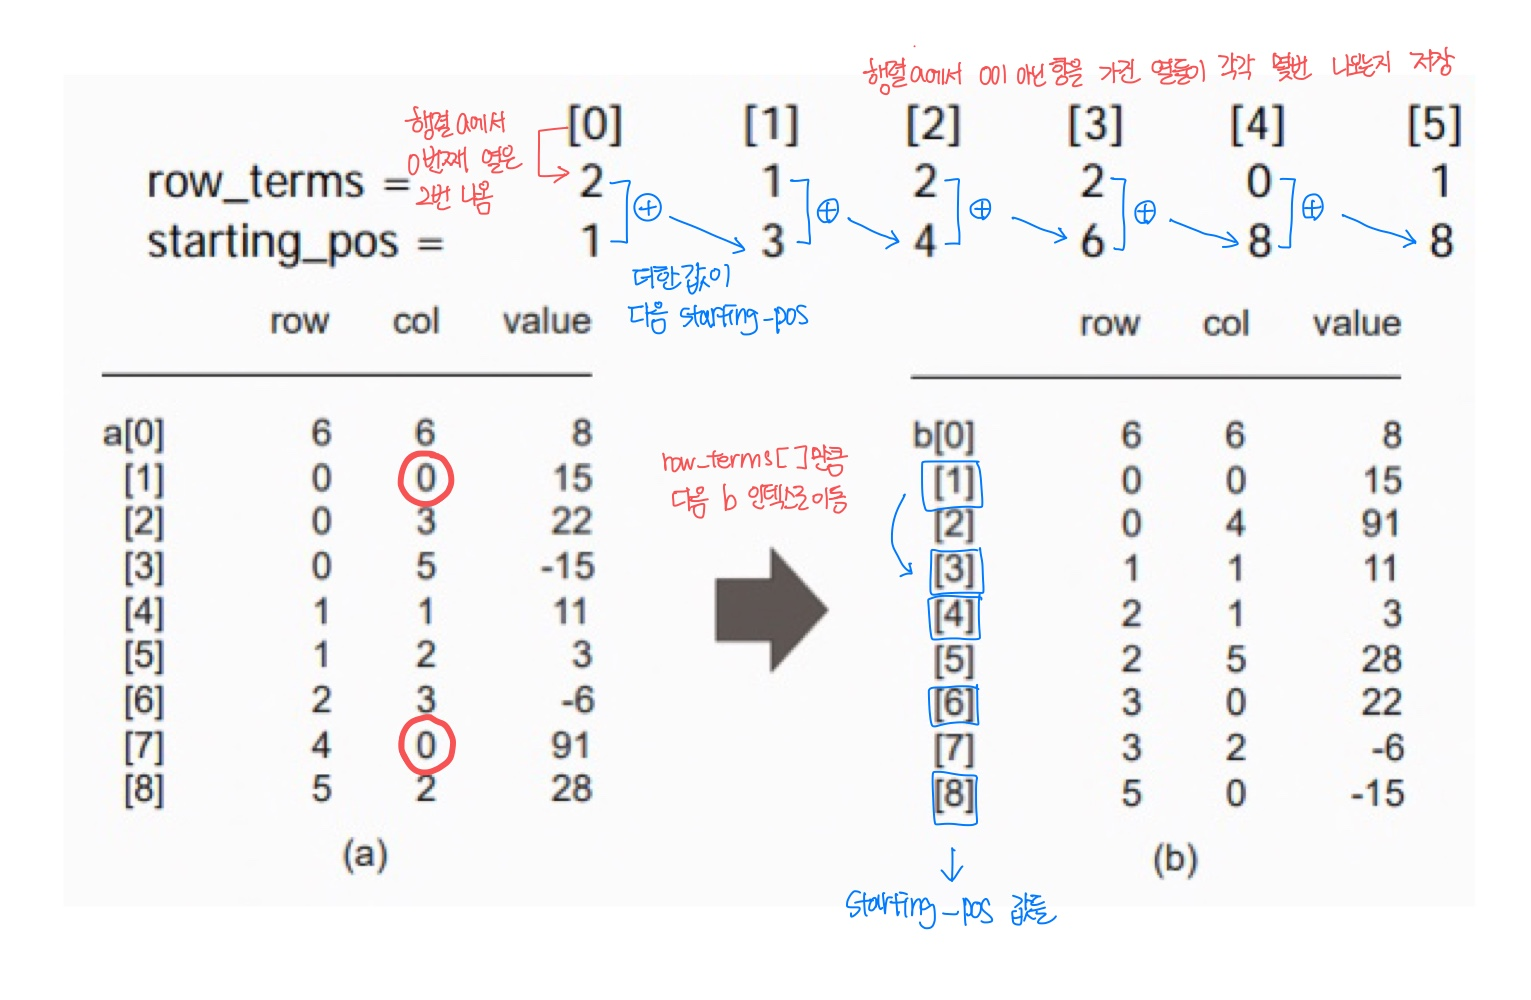 행렬 a에서 0이 아닌 항을 가진 열들이 각각 몇번 나오는지 저장
행렬 a에서
0번째 열은
2번 나옴
[0] [1] [2] [3] [4] [5]
row_terms = 2 1 2 2 0 1
starting_pos = 1 3 4 6 8 8
더한 값이
다음 starting-pos
row col value
a[0] 6 6 8
[1] 0 0 15
[2] 0 3 22
[3] 0 5 -15
[4] 1 1 11
[5] 1 2 3
[6] 2 3 -6
[7] 4 0 91
[8] 5 2 28
(a)
row_terms[ ]만큼
다음 b 인덱스로 이동
row col value
b[0] 6 6 8
[1] 0 0 15
[2] 0 4 91
[3] 1 1 11
[4] 2 1 3
[5] 2 5 28
[6] 3 0 22
[7] 3 2 -6
[8] 5 0 -15
(b)
Starting-pos 값들